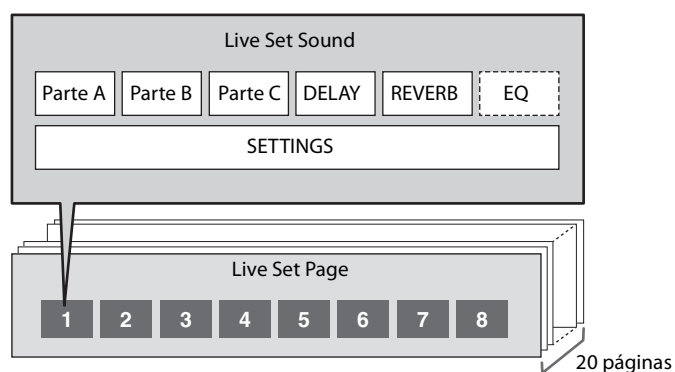 Live Set Sound
Parte A Parte B Parte C DELAY REVERB EQ
SETTINGS
Live Set Page
1 2 3 4 5 6 7 8
20 páginas